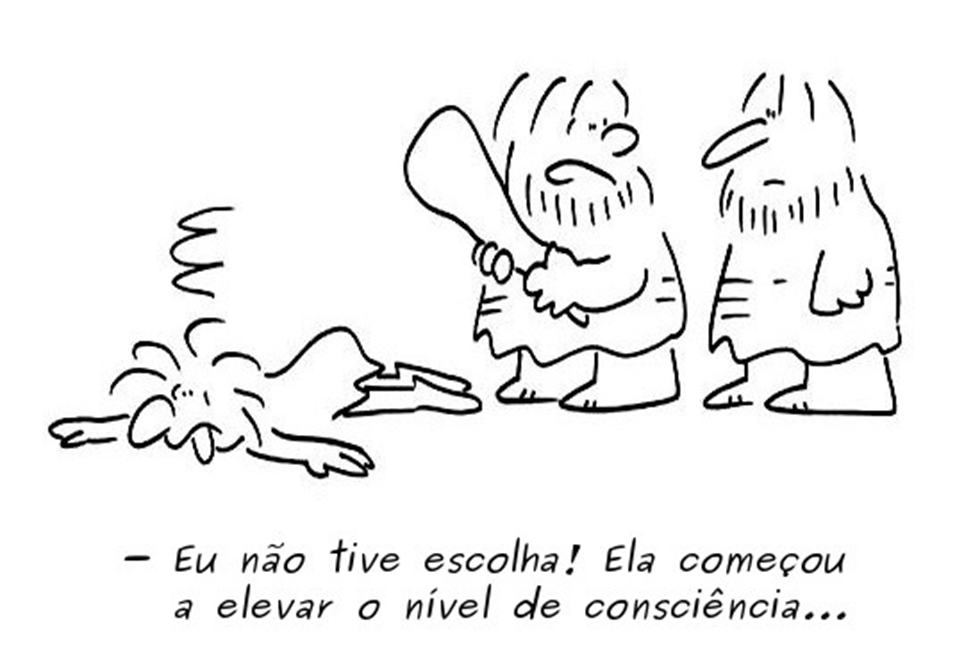 – Eu não tive escolha! Ela começou
a elevar o nível de consciência...